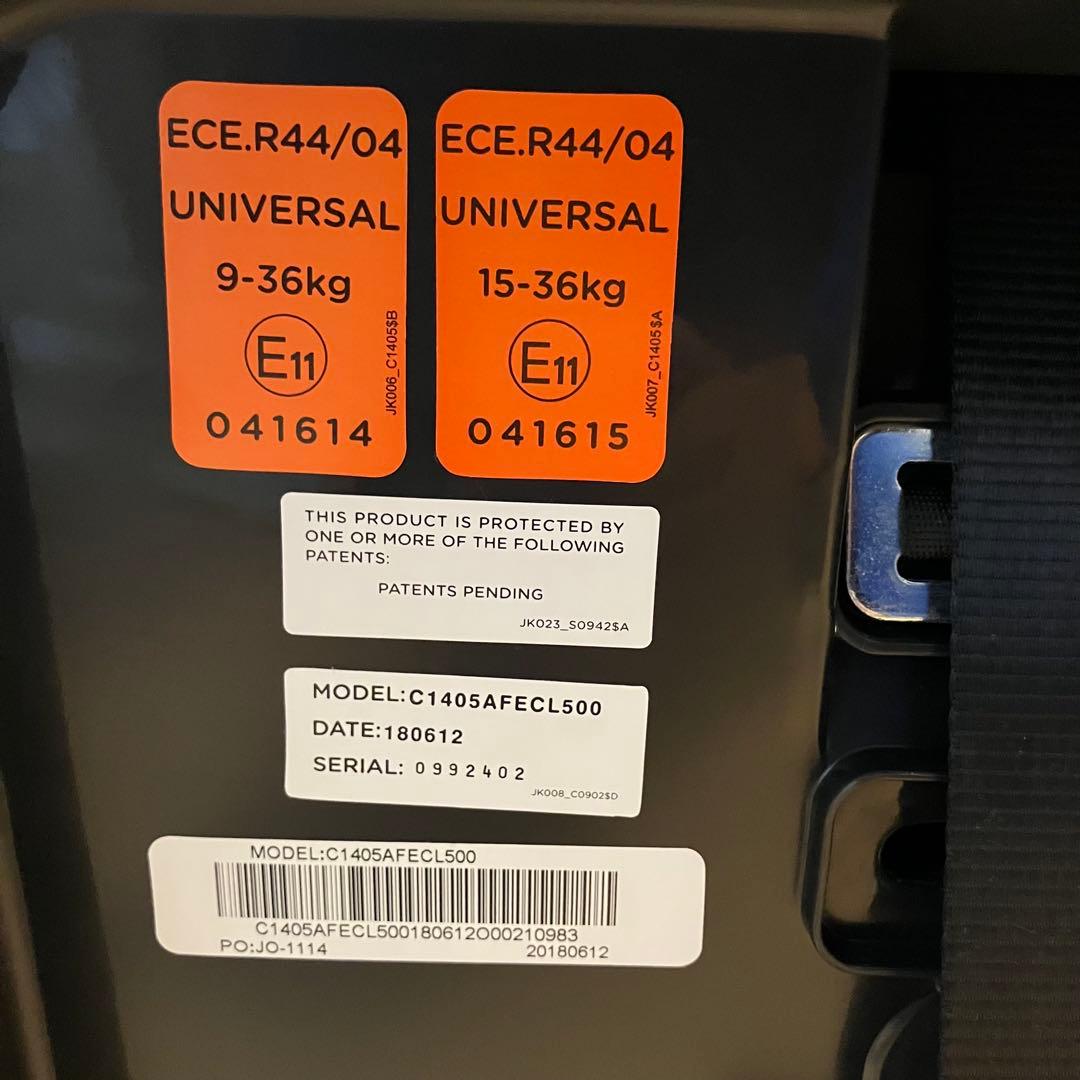 ECE.R44/04
UNIVERSAL
9-36kg
E11
041614
JK006_C1405$B
ECE.R44/04
UNIVERSAL
15-36kg
E11
041615
JK007_C1405$A
THIS PRODUCT IS PROTECTED BY
ONE OR MORE OF THE FOLLOWING
PATENTS:
PATENTS PENDING
JK023_S0942$A
MODEL:C1405AFECL500
DATE:180612
SERIAL: 0992402
JK008_C0902$D
MODEL:C1405AFECL500
C1405AFECL500180612O00210983
PO:JO-1114 20180612